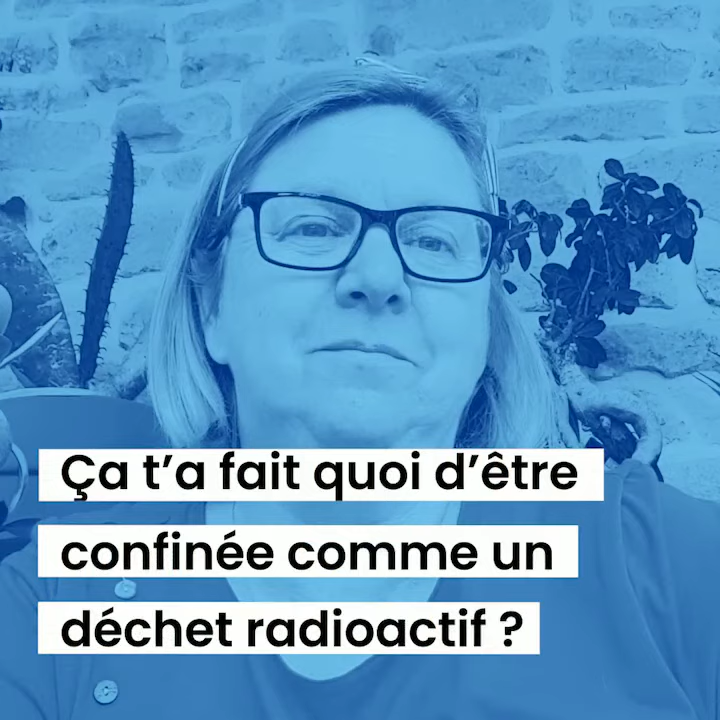 Ça t’a fait quoi d’être
confinée comme un
déchet radioactif ?